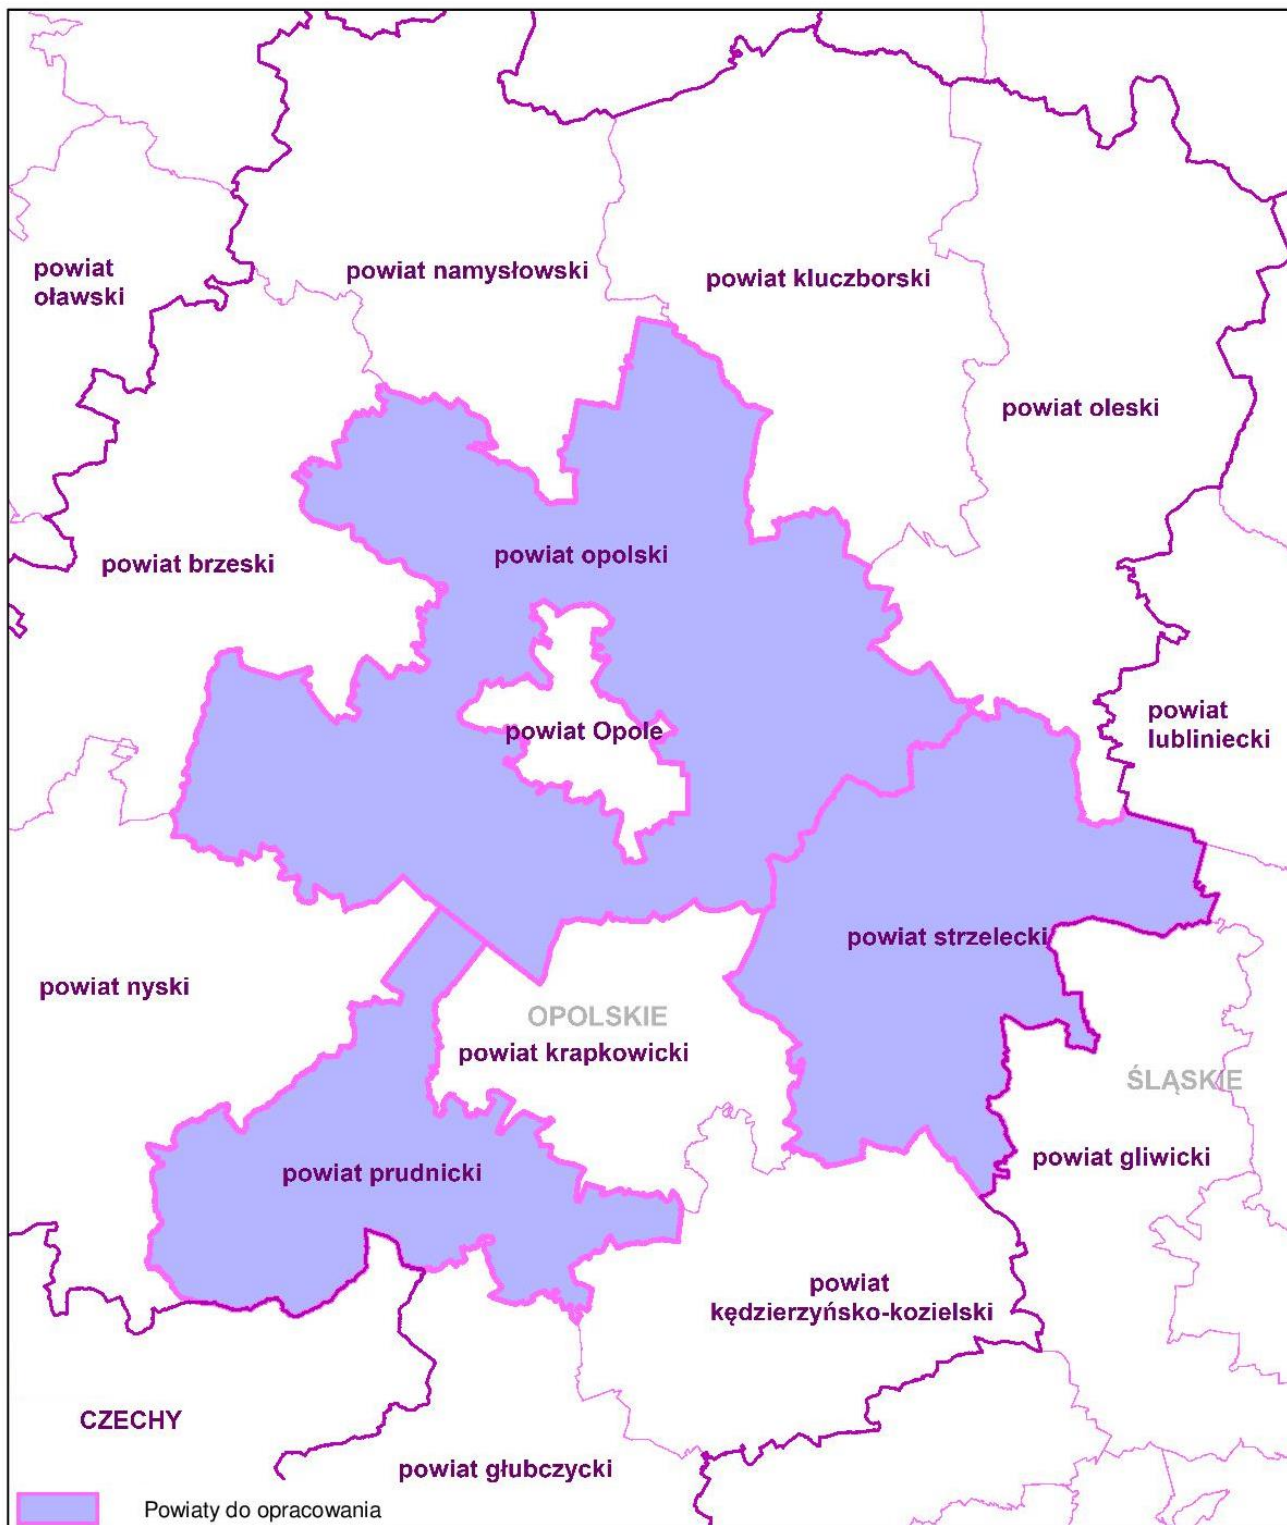 powiat
oławski
powiat namysłowski
powiat kluczborski
powiat oleski
powiat brzeski
powiat opolski
powiat Opole
powiat
lubliniecki
powiat strzelecki
powiat nyski
OPOLSKIE
powiat krapkowicki
ŚLĄSKIE
powiat gliwicki
powiat prudnicki
powiat
kędzierzyńsko-kozielski
CZECHY
powiat głubczycki
Powiaty do opracowania